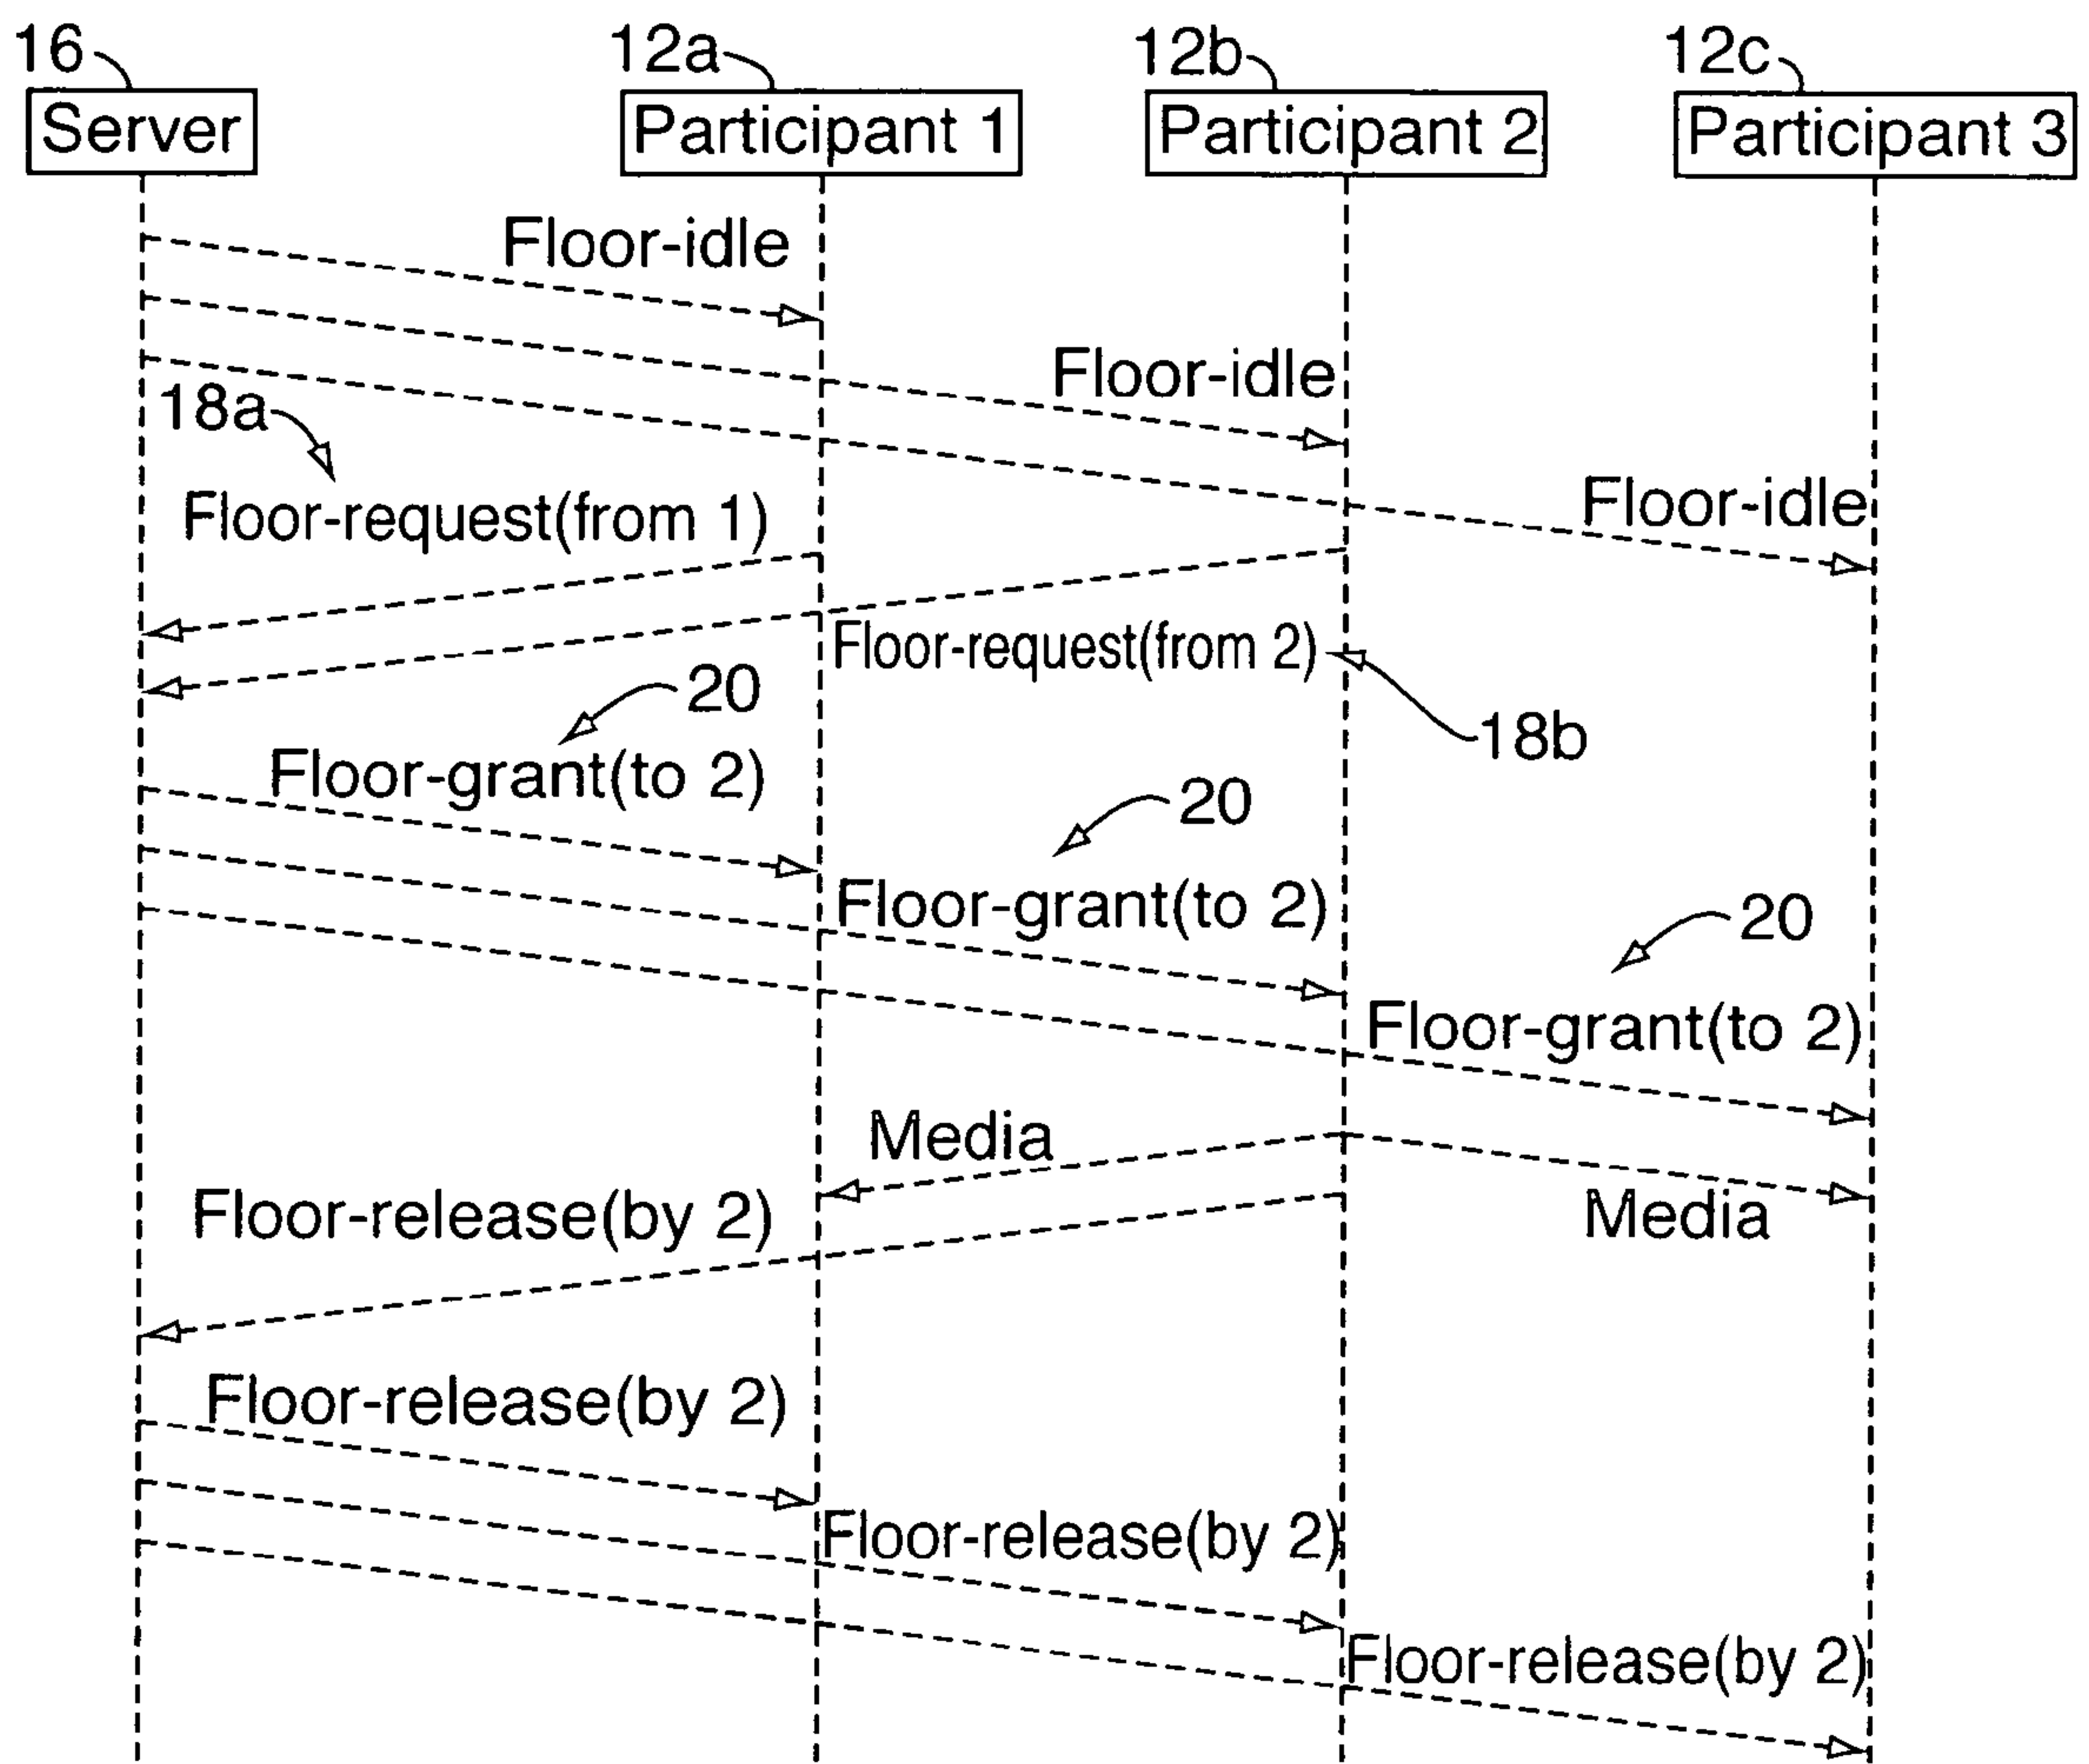 16
12a
12b
12c
Server
Participant 1
Participant 2
Participant 3
Floor-idle
Floor-idle
18a
Floor-idle
Floor-request(from 1)
Floor-request(from 2)
20
18b
Floor-grant(to 2)
20
Floor-grant(to 2)
20
Floor-grant(to 2)
Media
Floor-release(by 2)
Media
Floor-release(by 2)
Floor-release(by 2)
Floor-release(by 2)